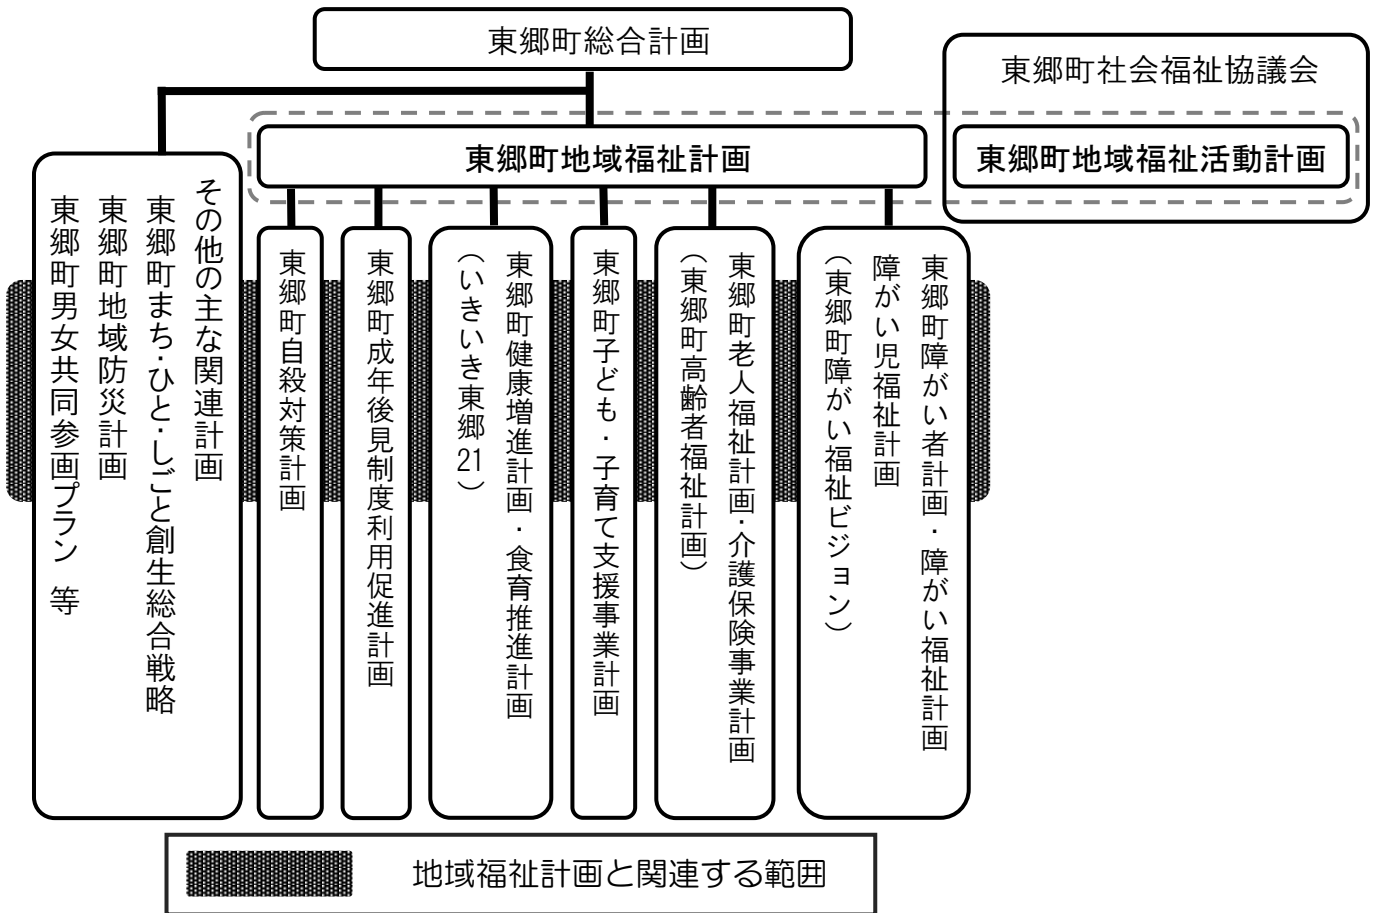 東郷町総合計画
東郷町社会福祉協議会
東郷町地域福祉計画
東郷町地域福祉活動計画
その他の主な関連計画
東郷町まち・ひと・しごと創生総合戦略
東郷町地域防災計画
東郷町男女共同参画プラン 等
東郷町自殺対策計画
東郷町成年後見制度利用促進計画
東郷町健康増進計画・食育推進計画
（いきいき東郷21）
東郷町子ども・子育て支援事業計画
東郷町老人福祉計画・介護保険事業計画
（東郷町高齢者福祉計画）
東郷町障がい者計画・障がい福祉計画
障がい児福祉計画
（東郷町障がい福祉ビジョン）
地域福祉計画と関連する範囲